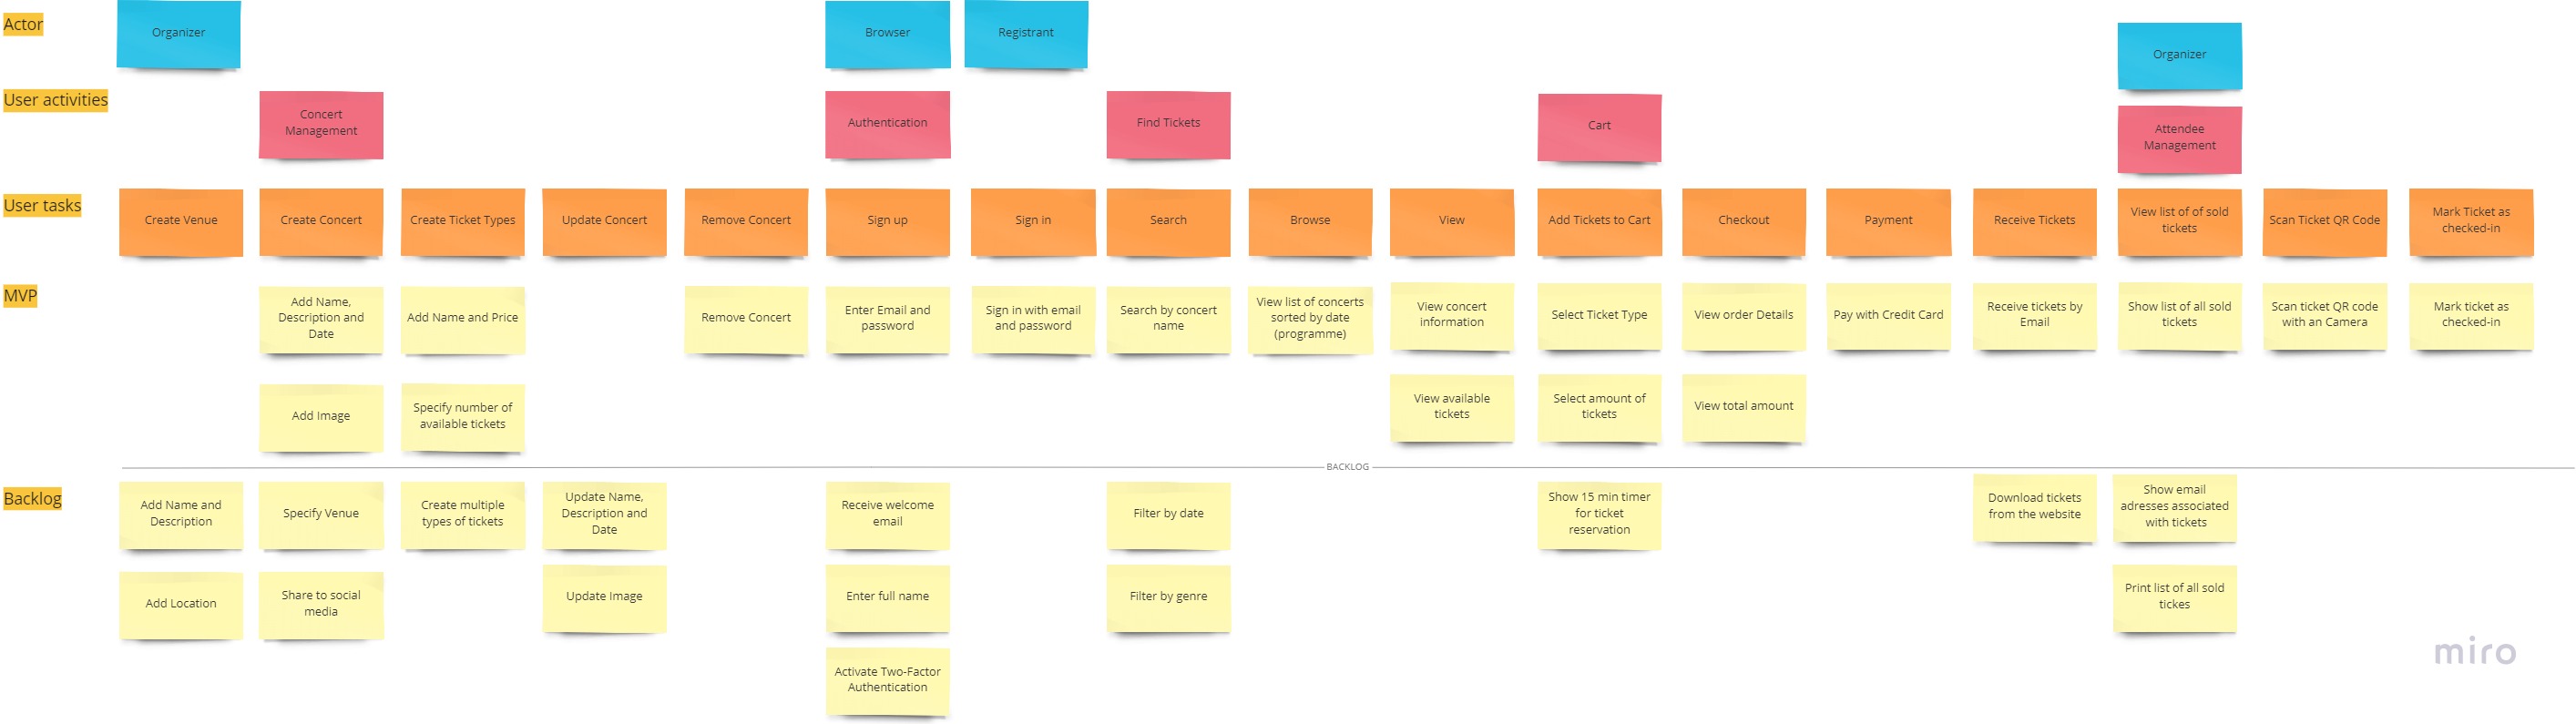 Actor
Organizer
Browser
Registrant
Organizer
User activities
Concert
Management
Authentication
Find Tickets
Cart
Attendee
Management
User tasks
Create Venue
Create Concert
Create Ticket Types
Update Concert
Remove Concert
Sign up
Sign in
Search
Browse
View
Add Tickets to Cart
Checkout
Payment
Receive Tickets
View list of of sold
tickets
Scan Ticket QR Code
Mark Ticket as
checked-in
MVP
Add Name,
Description and
Date
Add Name and Price
Remove Concert
Enter Email and
password
Sign in with email
and password
Search by concert
name
View list of concerts
sorted by date
(programme)
View concert
information
Select Ticket Type
View order Details
Pay with Credit Card
Receive tickets by
Email
Show list of all sold
tickets
Scan ticket QR code
with an Camera
Mark ticket as
checked-in
Add Image
Specify number of
available tickets
View available
tickets
Select amount of
tickets
View total amount
BACKLOG
Backlog
Add Name and
Description
Specify Venue
Create multiple
types of tickets
Update Name,
Description and
Date
Receive welcome
email
Filter by date
Show 15 min timer
for ticket
reservation
Download tickets
from the website
Show email
adresses associated
with tickets
Add Location
Share to social
media
Update Image
Enter full name
Filter by genre
Print list of all sold
tickes
Activate Two-Factor
Authentication
miro